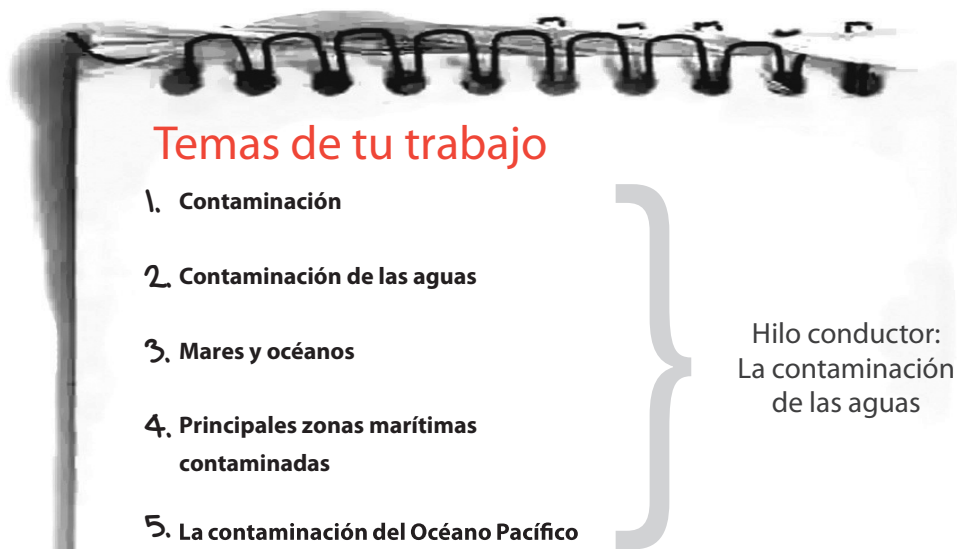 Temas de tu trabajo
1. Contaminación
2. Contaminación de las aguas
3. Mares y océanos
4. Principales zonas marítimas
contaminadas
5. La contaminación del Océano Pacífico
Hilo conductor:
La contaminación
de las aguas